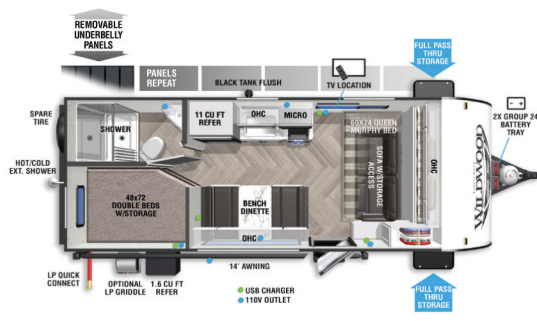 REMOVABLE
UNDERBELLY
PANELS
FULL PASS
THRU
STORAGE
PANELS
REPEAT
BLACK TANK FLUSH
TV LOCATION
2X GROUP 24
BATTERY
TRAY
SPARE
TIRE
SHOWER
11 CU FT
REFER
OHC
MICRO
60X74 QUEEN
MURPHY BED
SOFA W/STORAGE
ACCESS
OHC
WILDWOOD
HOT/COLD
EXT. SHOWER
48x72
DOUBLE BEDS
W/STORAGE
BENCH
DINETTE
OHC
14' AWNING
LP QUICK
CONNECT
OPTIONAL
LP GRIDDLE
1.6 CU FT
REFER
USB CHARGER
110V OUTLET
FULL PASS
THRU
STORAGE